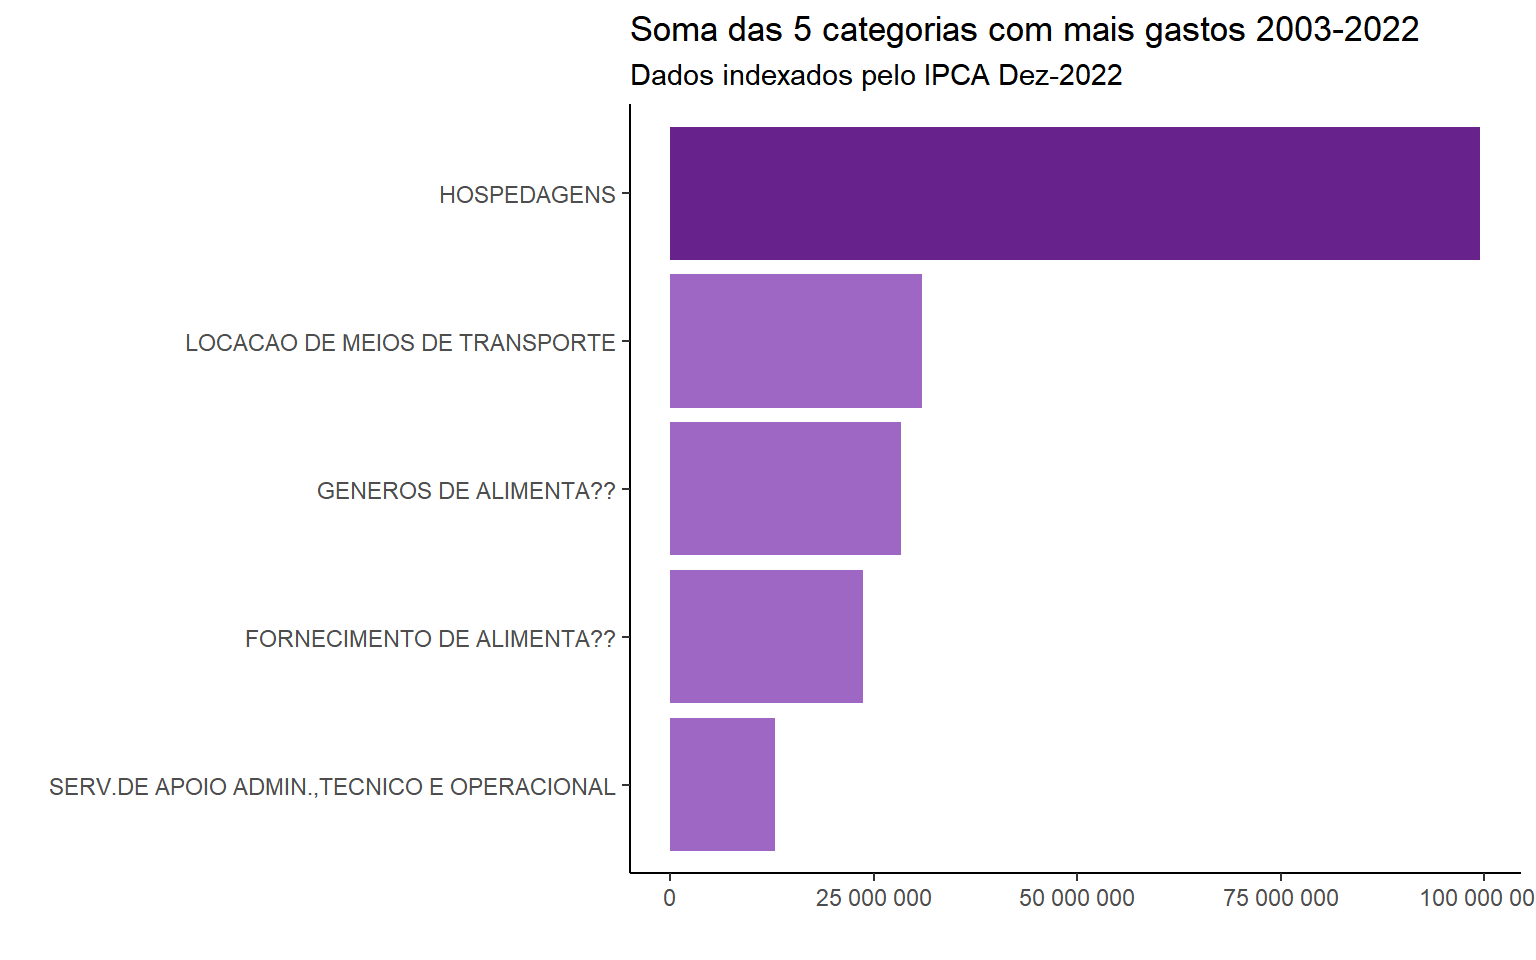 Soma das 5 categorias com mais gastos 2003-2022
Dados indexados pelo IPCA Dez-2022
HOSPEDAGENS
LOCACAO DE MEIOS DE TRANSPORTE
GENEROS DE ALIMENTA??
FORNECIMENTO DE ALIMENTA??
SERV.DE APOIO ADMIN.,TECNICO E OPERACIONAL
0 25 000 000 50 000 000 75 000 000 100 000 00